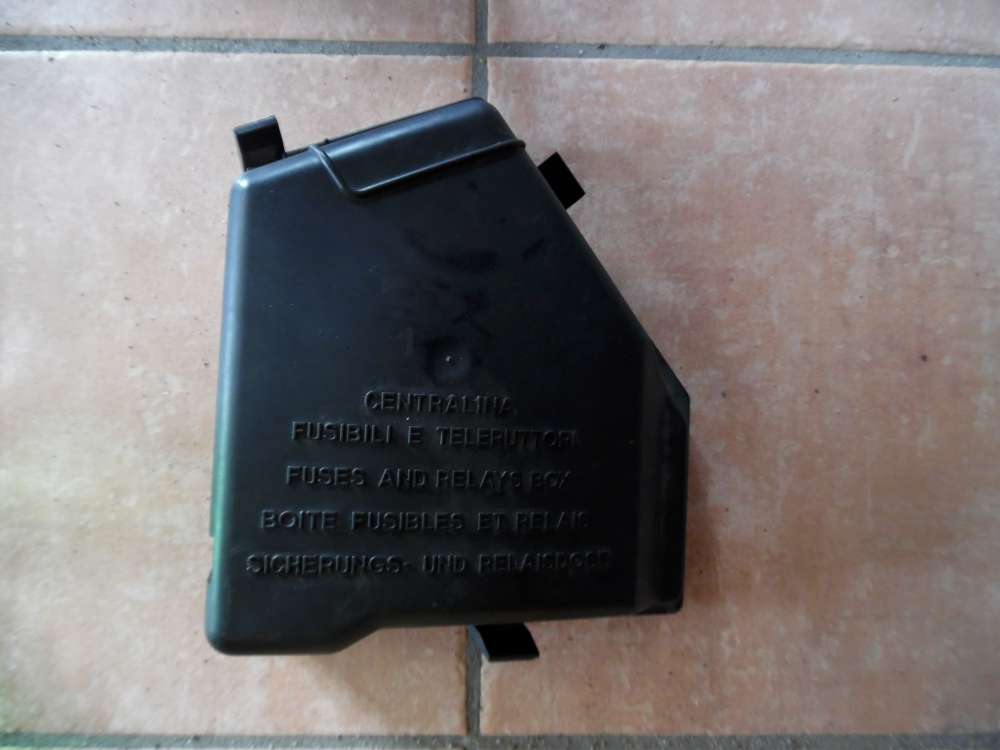 CENTRALINA
FUSIBILI E TELERUTTORI
FUSES AND RELAYS BOX
BOITE FUSIBLES ET RELAIS
SICHERUNGS- UND RELAISDOSE